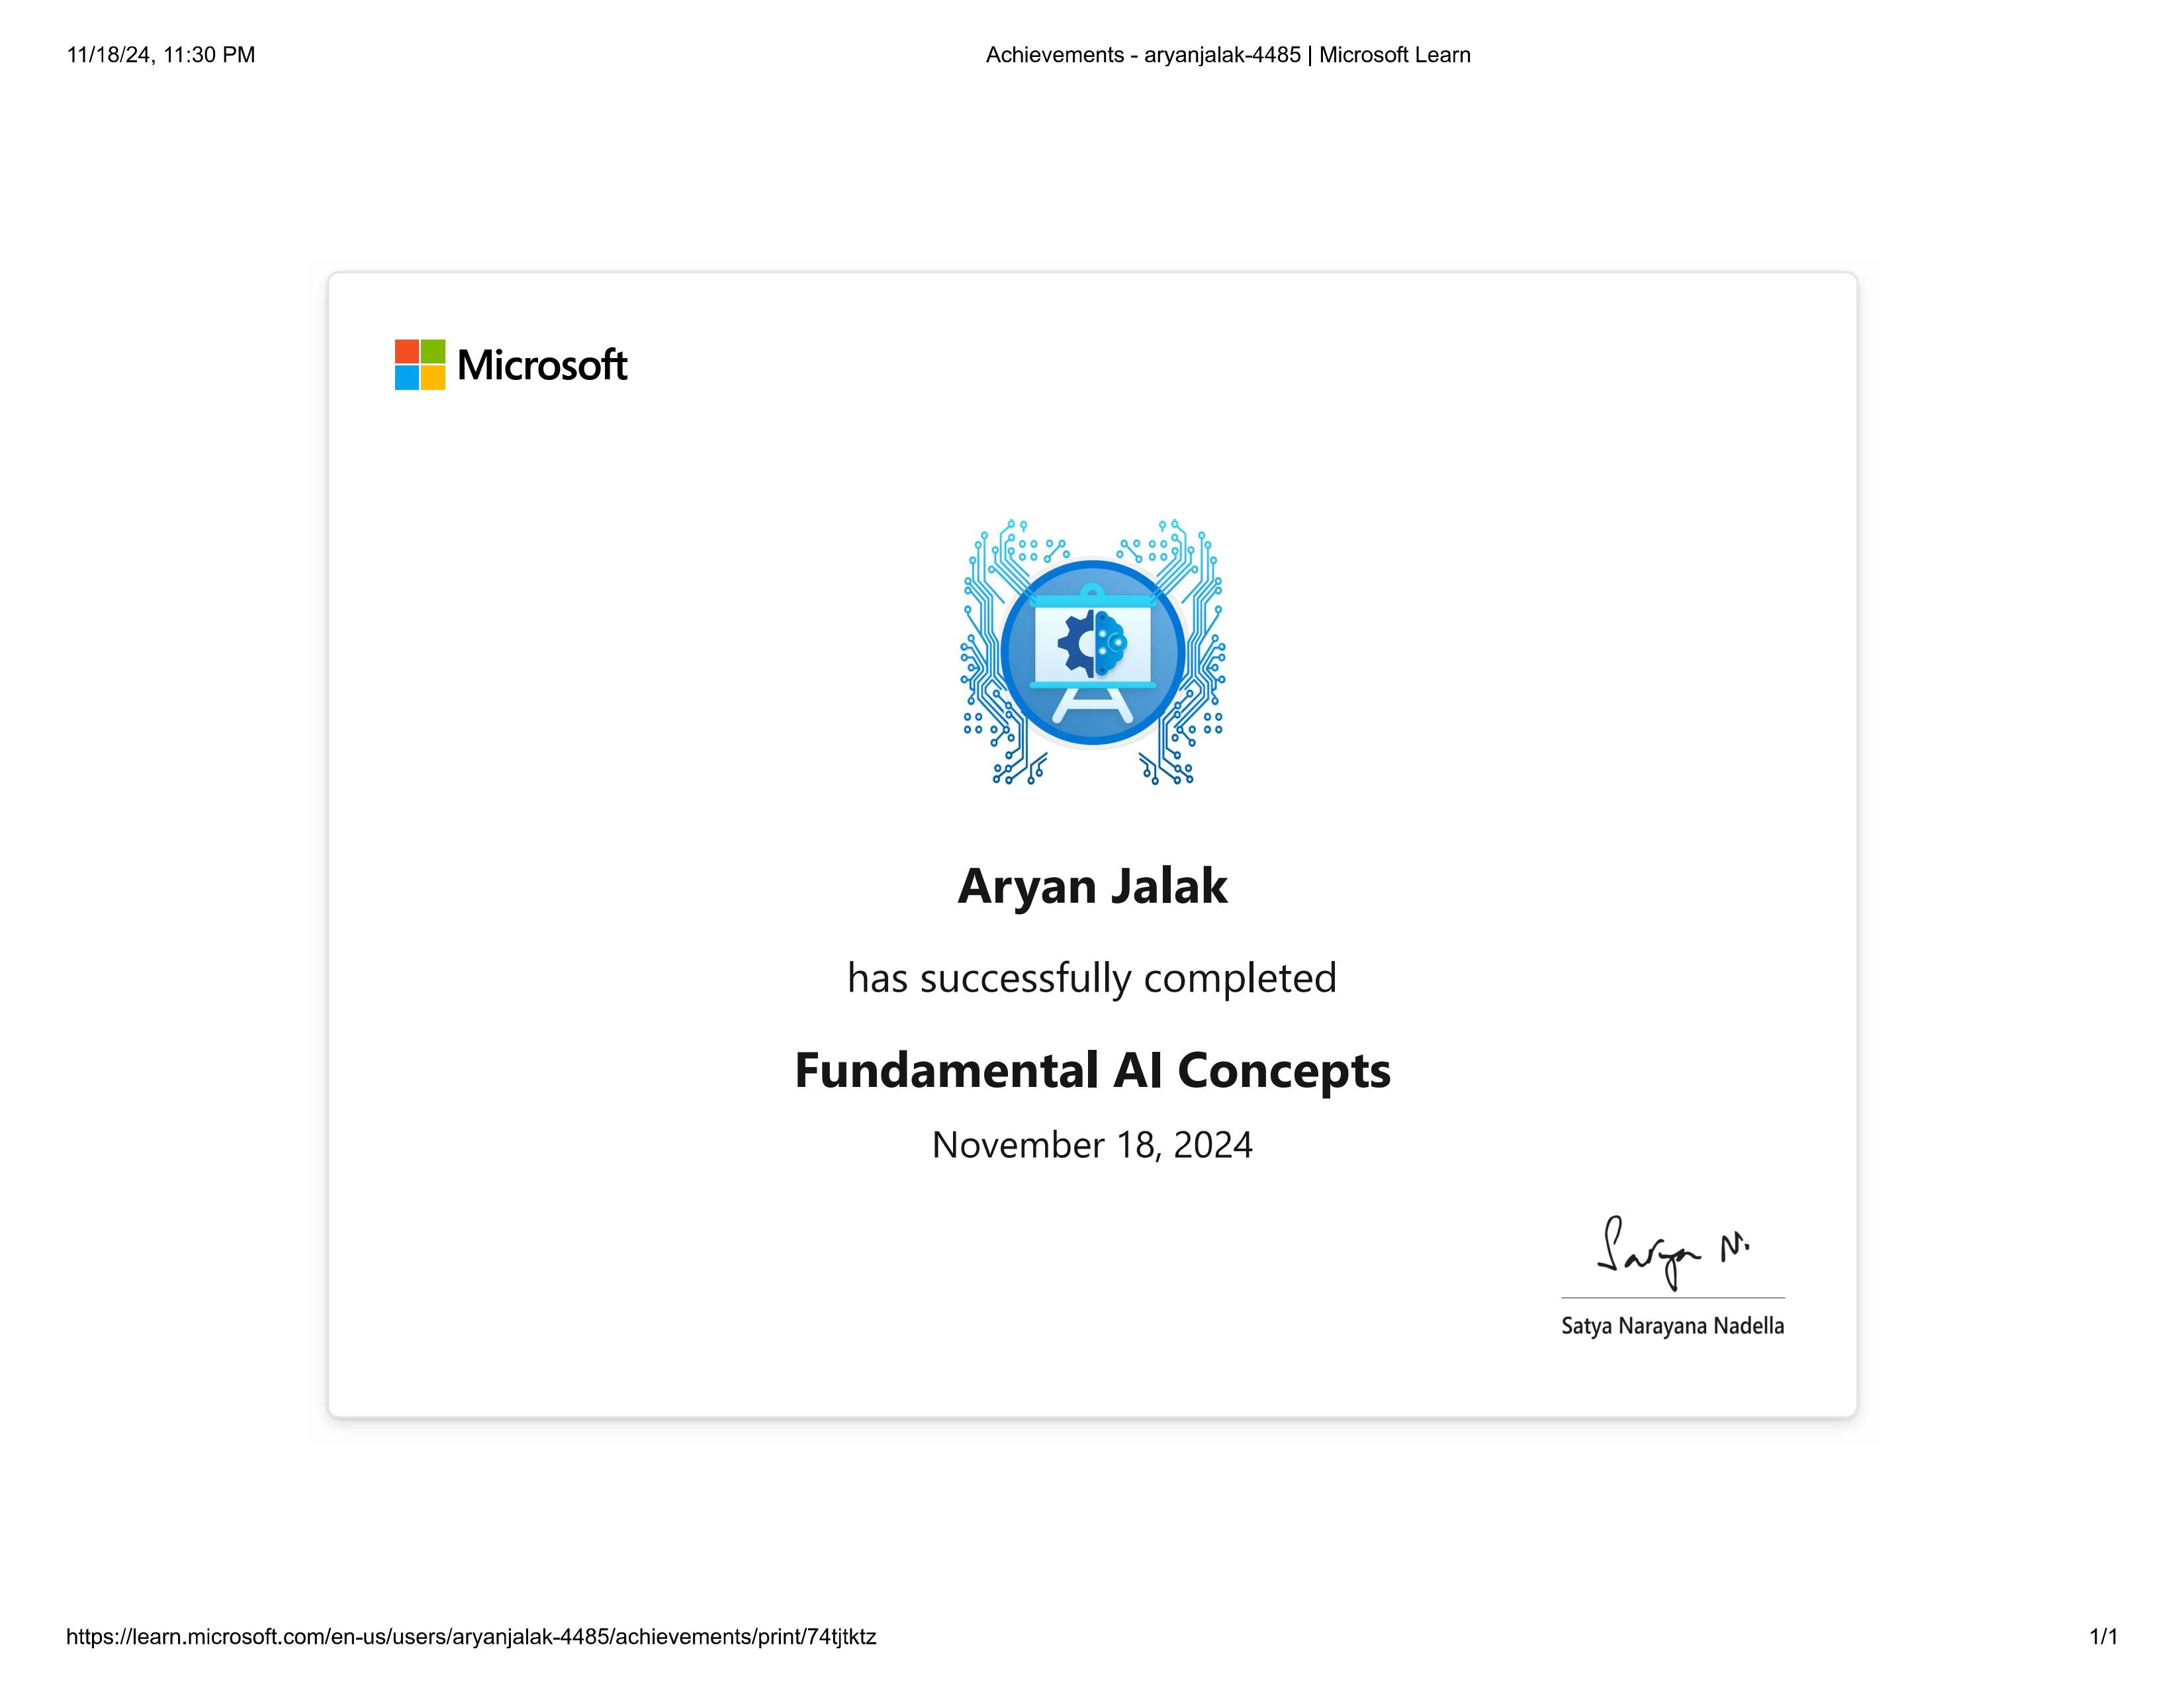 11/18/24, 11:30 PM
Achievements - aryanjalak-4485 | Microsoft Learn
Microsoft
Aryan Jalak
has successfully completed
Fundamental AI Concepts
November 18, 2024
Satya N.
Satya Narayana Nadella
https://learn.microsoft.com/en-us/users/aryanjalak-4485/achievements/print/74tjtktz
1/1